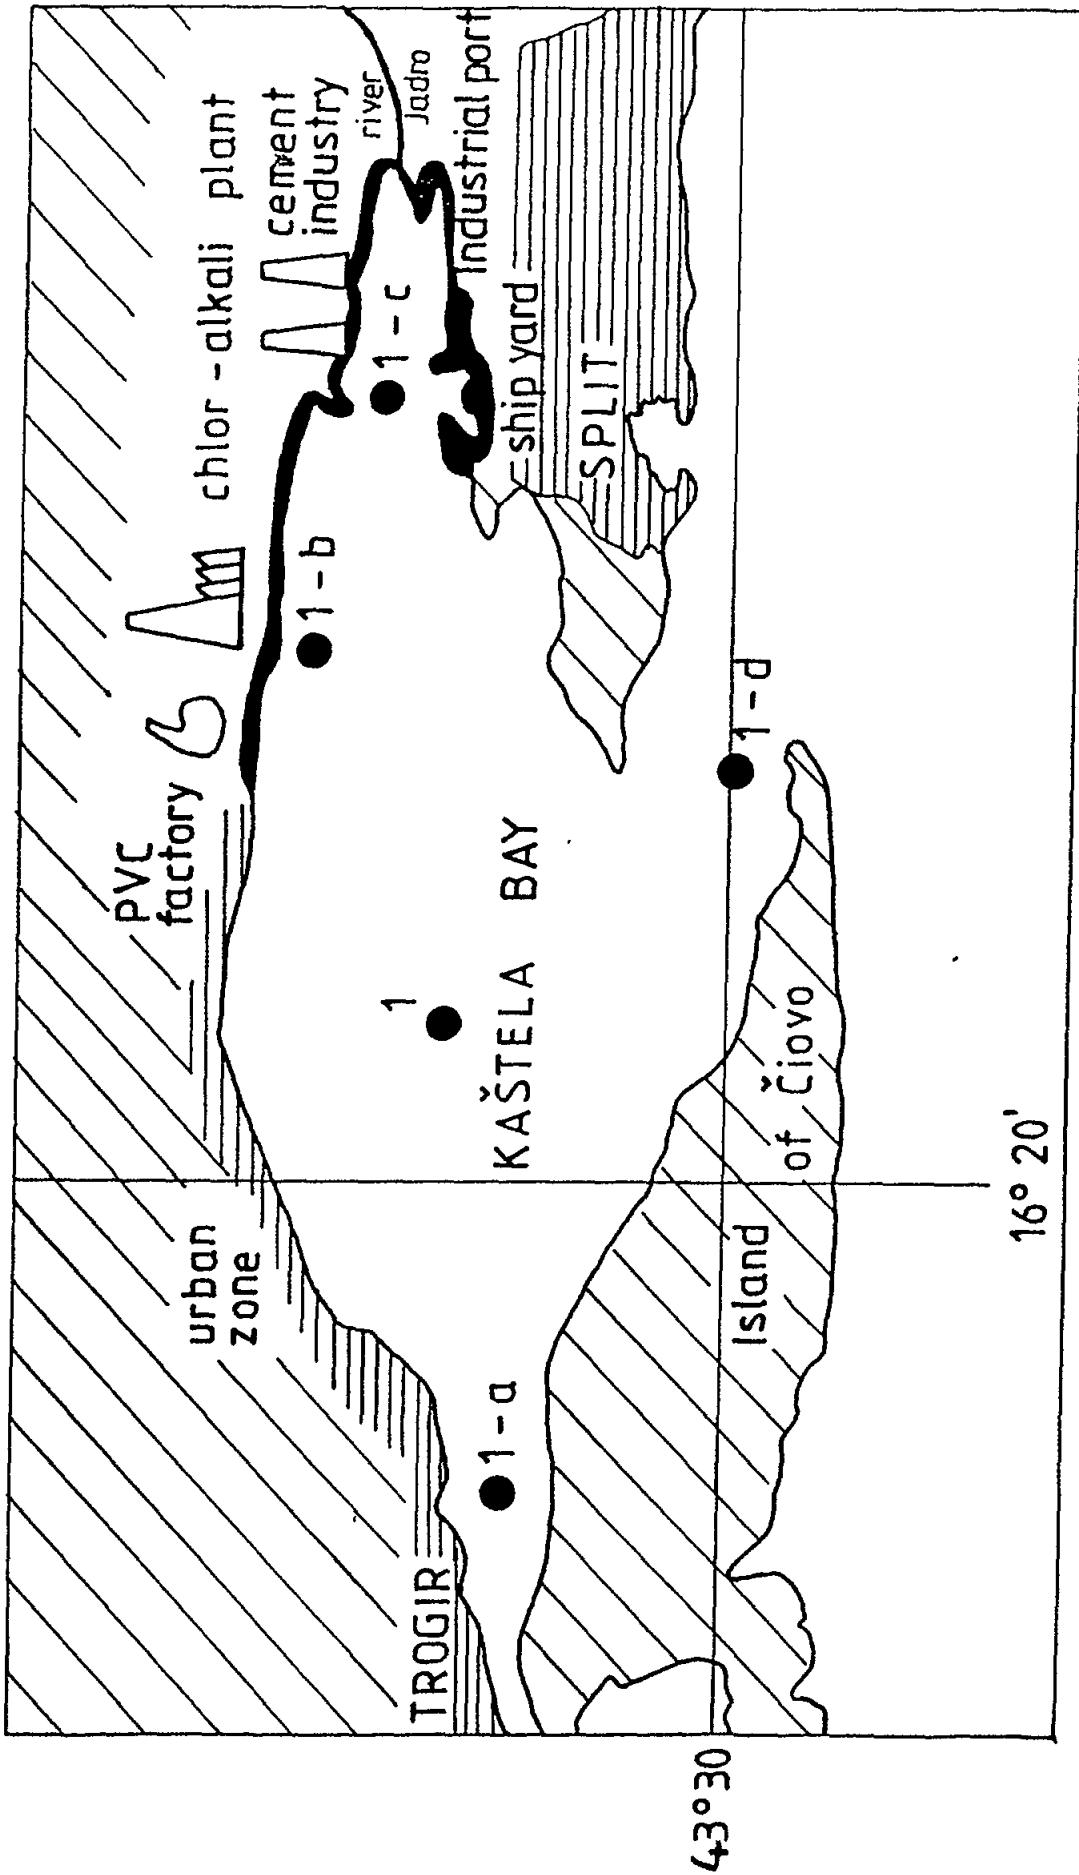 PVC
factory
chlor-alkali plant
cement
industry
river
Jadro
Industrial port
1-c
1-b
ship yard
SPLIT
urban
zone
1
KAŠTELA BAY
TROGIR
1-a
1-d
Island of Čiovo
43°30
16° 20'